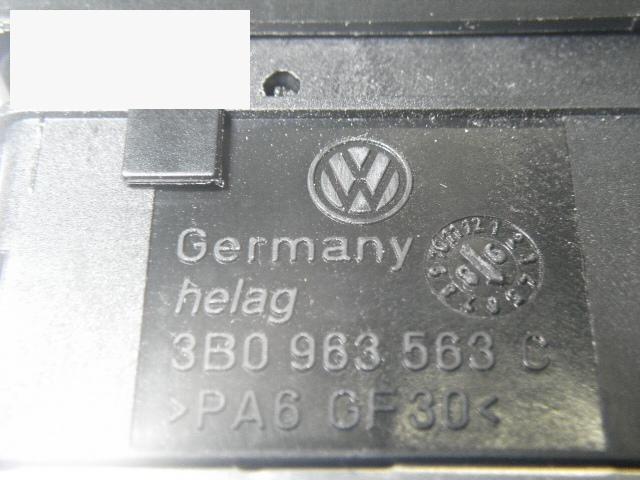 Germany
helag
3B0 963 563 C
>PA6 GF30<